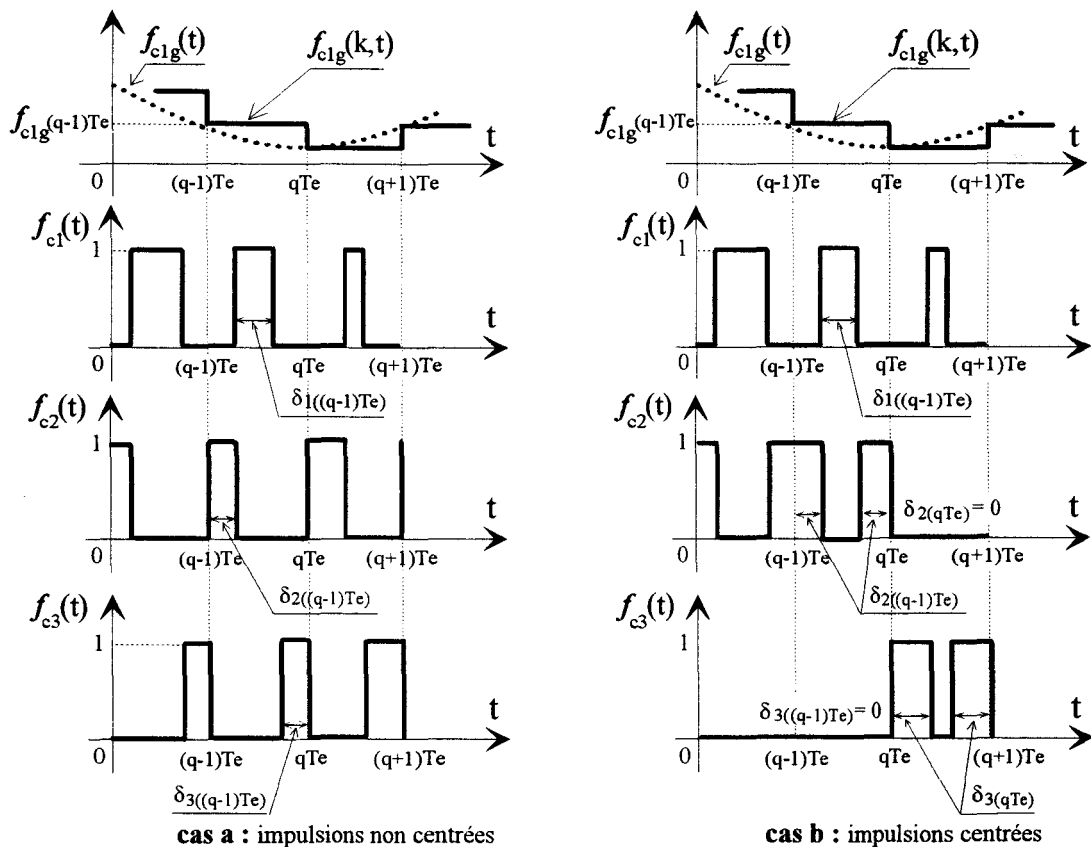 f_c1g(t)
f_c1g(k,t)
f_c1g(q-1)Te
t
0
(q-1)Te
qTe
(q+1)Te
f_c1(t)
1
t
0
(q-1)Te
qTe
(q+1)Te
δ1((q-1)Te)
f_c2(t)
1
t
0
(q-1)Te
qTe
(q+1)Te
δ2((q-1)Te)
f_c3(t)
1
t
0
(q-1)Te
qTe
(q+1)Te
δ3((q-1)Te)
cas a : impulsions non centrées
f_c1g(t)
f_c1g(k,t)
f_c1g(q-1)Te
t
0
(q-1)Te
qTe
(q+1)Te
f_c1(t)
1
t
0
(q-1)Te
qTe
(q+1)Te
δ1((q-1)Te)
f_c2(t)
1
t
δ2(qTe) = 0
0
(q-1)Te
qTe
(q+1)Te
δ2((q-1)Te)
f_c3(t)
1
t
δ3((q-1)Te) = 0
0
(q-1)Te
qTe
(q+1)Te
δ3(qTe)
cas b : impulsions centrées